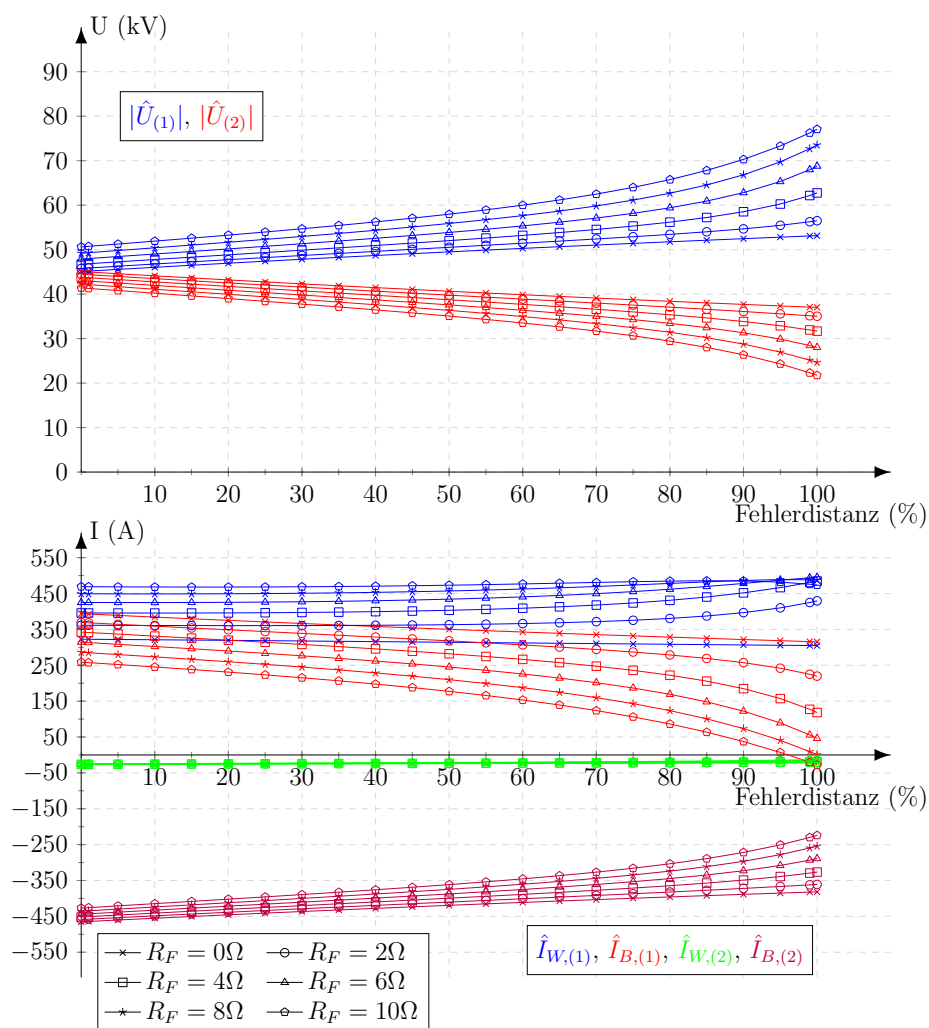 U (kV)
90
80
70
60
50
40
30
20
10
0
|Û(1)|, |Û(2)|
10 20 30 40 50 60 70 80 90 100
Fehlerdistanz (%)
I (A)
550
450
350
250
150
50
−50
−150
−250
−350
−450
−550
10 20 30 40 50 60 70 80 90 100
Fehlerdistanz (%)
R_F = 0Ω R_F = 2Ω
R_F = 4Ω R_F = 6Ω
R_F = 8Ω R_F = 10Ω
Î_W,(1), Î_B,(1), Î_W,(2), Î_B,(2)